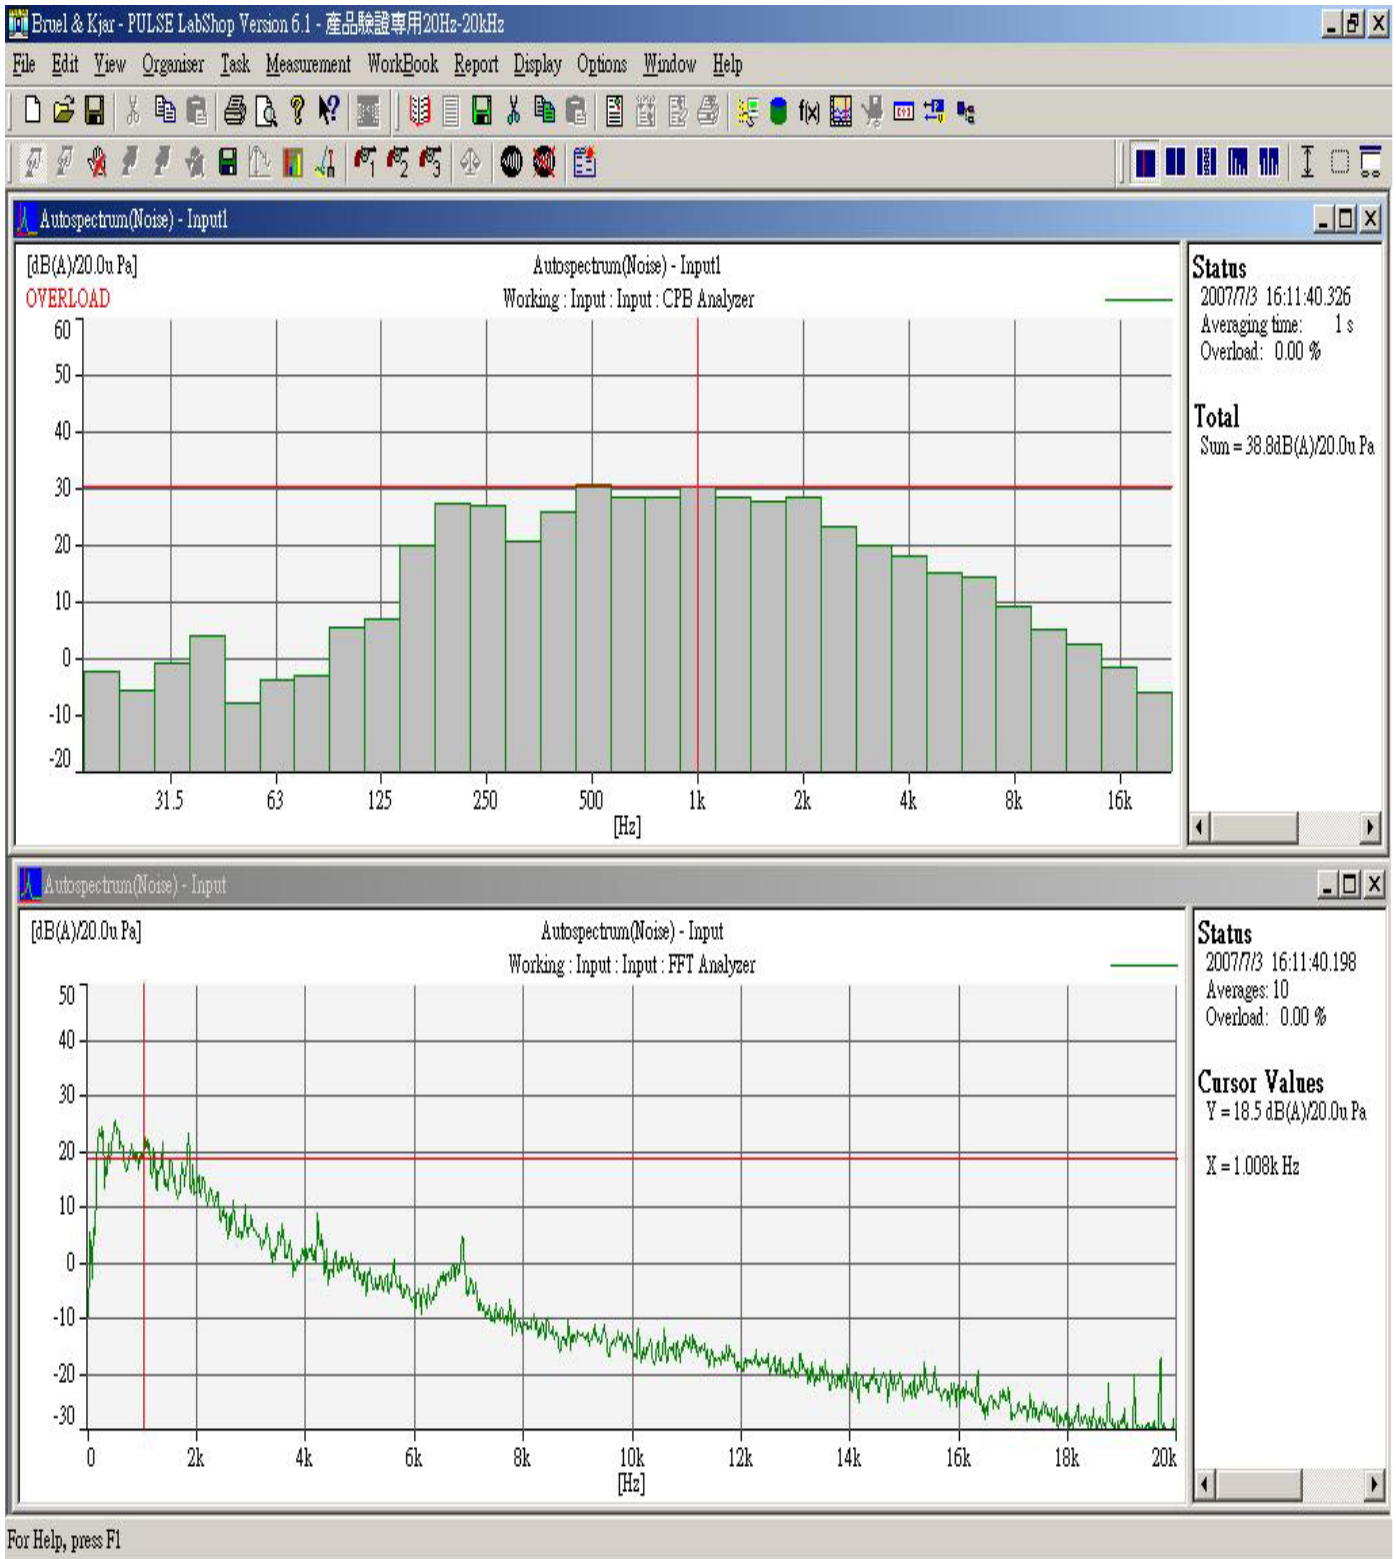 Bruel & Kjar - PULSE LabShop Version 6.1 - 產品驗證專用20Hz-20kHz
File Edit View Organiser Task Measurement WorkBook Report Display Options Window Help
Autospectrum(Noise) - Input1
[dB(A)/20.0u Pa]
Autospectrum(Noise) - Input1
OVERLOAD
Working : Input : Input : CPB Analyzer
60
50
40
30
20
10
0
-10
-20
31.5 63 125 250 500 1k 2k 4k 8k 16k
[Hz]
Status
2007/7/3 16:11:40.326
Averaging time: 1 s
Overload: 0.00 %
Total
Sum = 38.8dB(A)/20.0u Pa
Autospectrum(Noise) - Input
[dB(A)/20.0u Pa]
Autospectrum(Noise) - Input
Working : Input : Input : FFT Analyzer
50
40
30
20
10
0
-10
-20
-30
0 2k 4k 6k 8k 10k 12k 14k 16k 18k 20k
[Hz]
Status
2007/7/3 16:11:40.198
Averages: 10
Overload: 0.00 %
Cursor Values
Y = 18.5 dB(A)/20.0u Pa
X = 1.008k Hz
For Help, press F1